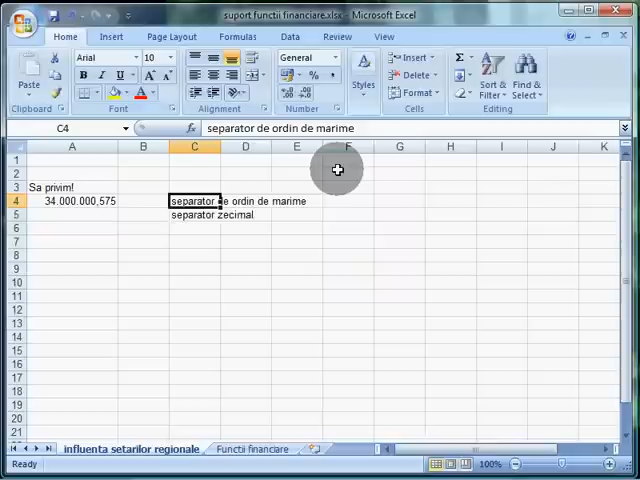 suport functii financiare.xlsx - Microsoft Excel
Home Insert Page Layout Formulas Data Review View
Paste
Clipboard
Arial 10
B I U A A
A
Font
Alignment
General
% ,
Number
A
Styles
Insert
Delete
Format
Cells
Σ
Sort &
Filter
Find &
Select
Editing
C4 fx separator de ordin de marime
A B C D E F G H I J K
1
2
3 Sa privim!
4 34.000.000,575 separator de ordin de marime
5 separator zecimal
6
7
8
9
10
11
12
13
14
15
16
17
18
19
20
21
influenta setarilor regionale Functii financiare
Ready 100%